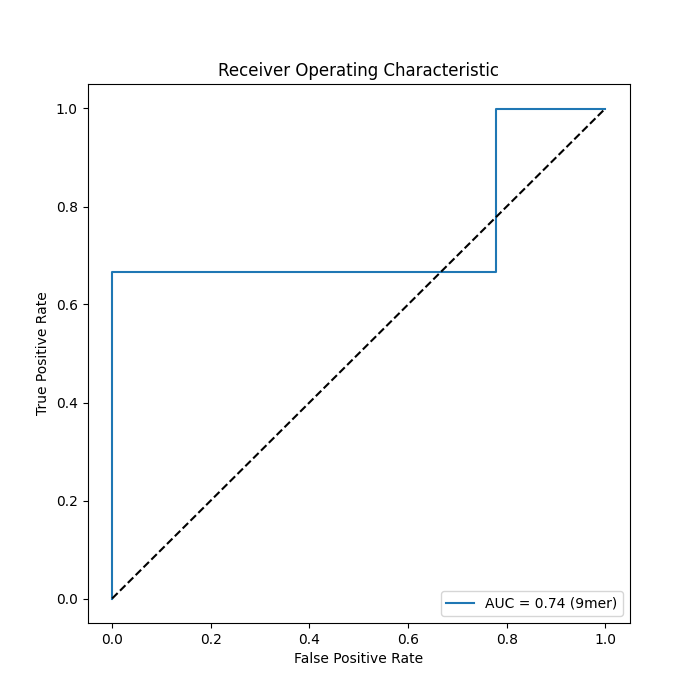 Receiver Operating Characteristic
1.0
0.8
0.6
0.4
0.2
0.0
True Positive Rate
AUC = 0.74 (9mer)
0.0 0.2 0.4 0.6 0.8 1.0
False Positive Rate